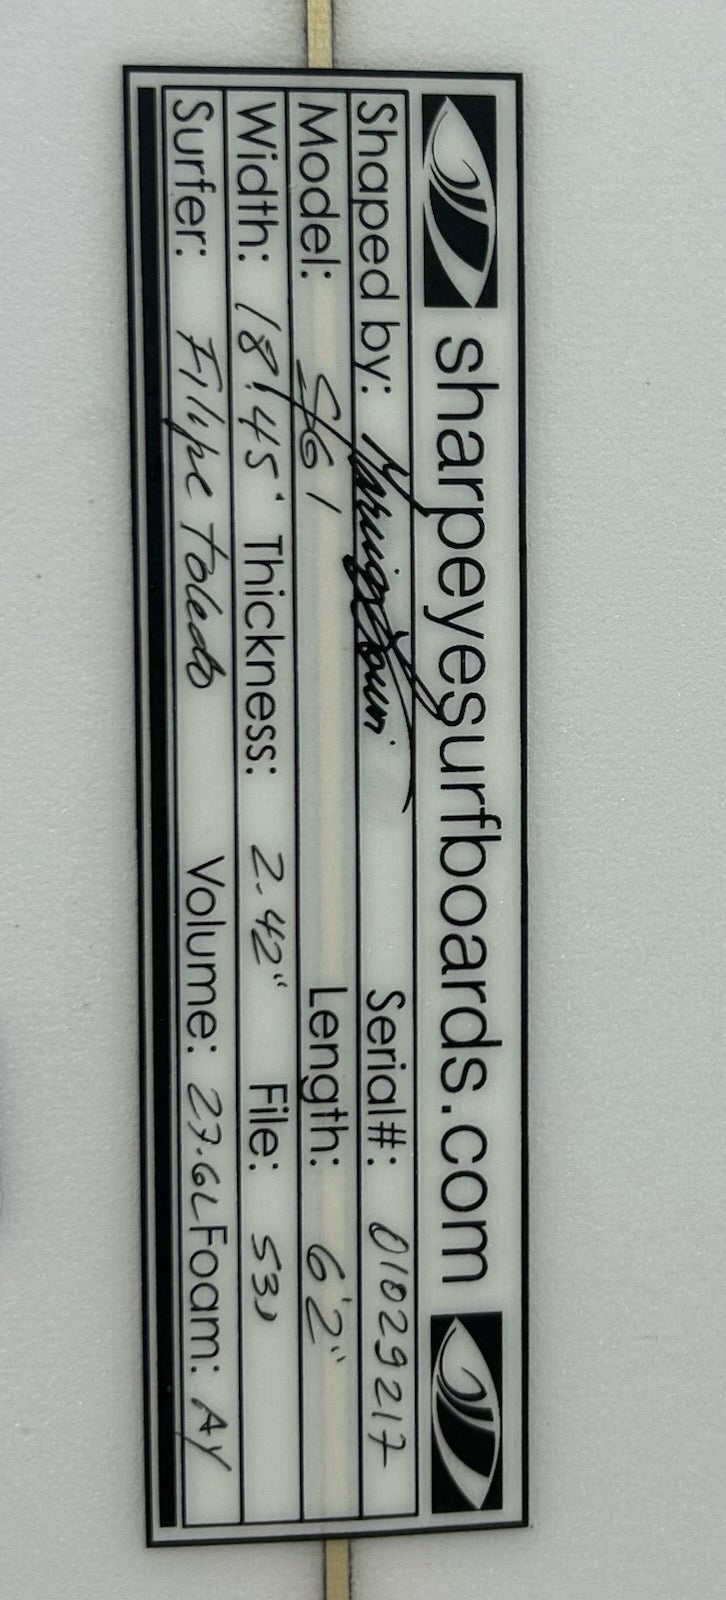 sharpeyesurfboards.com
Shaped by: Serial#: 01029217
Model: Length: 6'2"
Width: 18.45" Thickness: 2.42" File:
Surfer: Filipe Toledo Volume: 27.6L Foam: AY